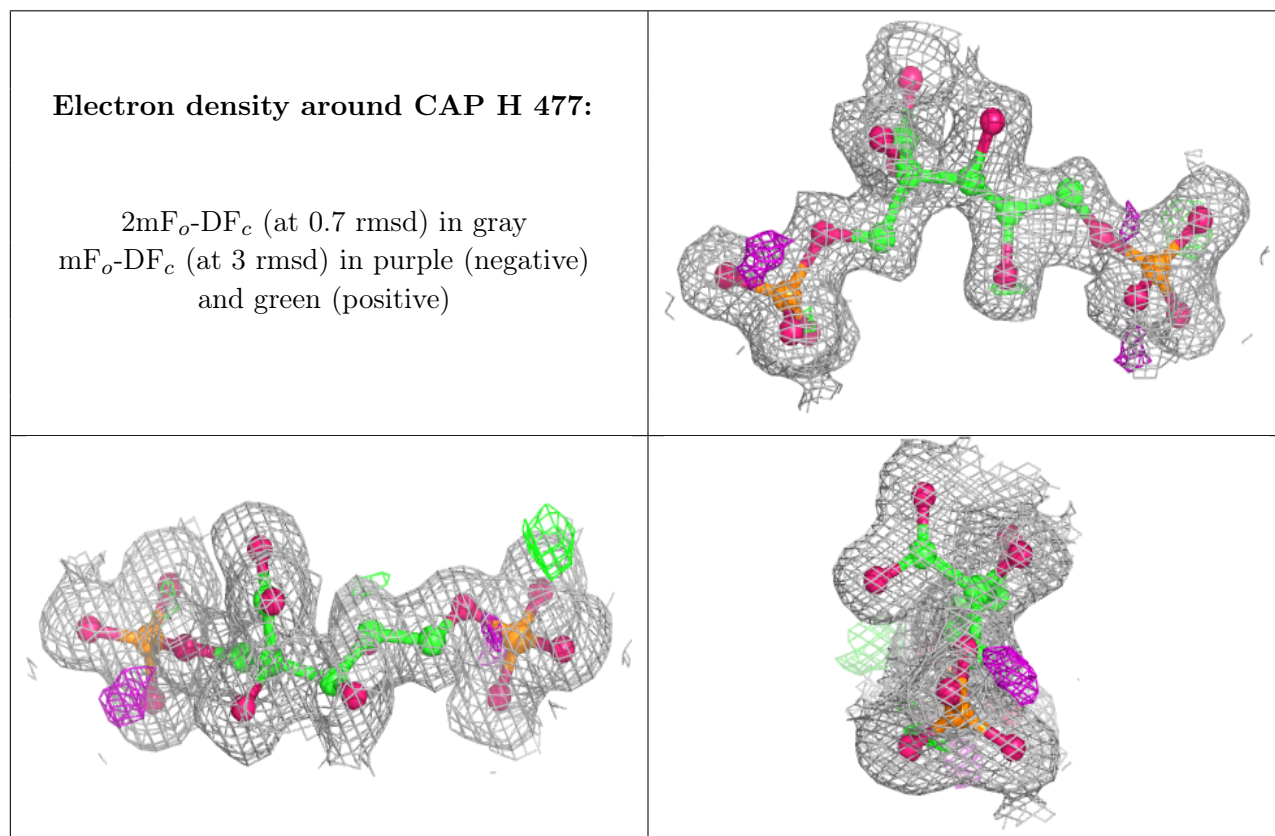 Electron density around CAP H 477:
2mFₒ-DF𝑐 (at 0.7 rmsd) in gray
mFₒ-DF𝑐 (at 3 rmsd) in purple (negative)
and green (positive)